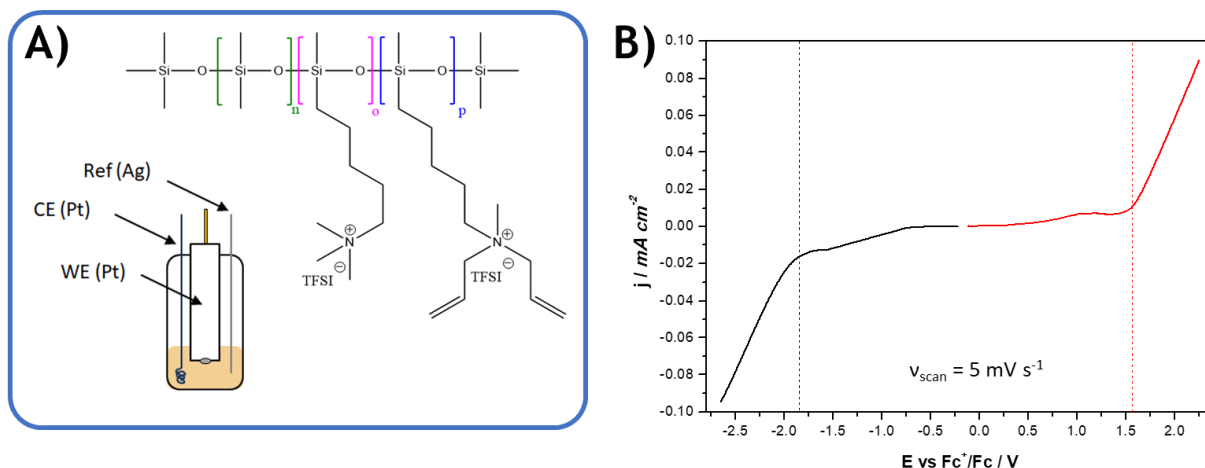 A)
Si O Si O Si O Si O Si
n o p
Ref (Ag)
CE (Pt)
WE (Pt)
N ⊕
TFSI ⊖
N ⊕
TFSI ⊖
B)
0.10
0.08
0.06
0.04
0.02
0.00
-0.02
-0.04
-0.06
-0.08
-0.10
j / mA cm⁻²
νscan = 5 mV s⁻¹
-2.5 -2.0 -1.5 -1.0 -0.5 0.0 0.5 1.0 1.5 2.0
E vs Fc⁺/Fc / V